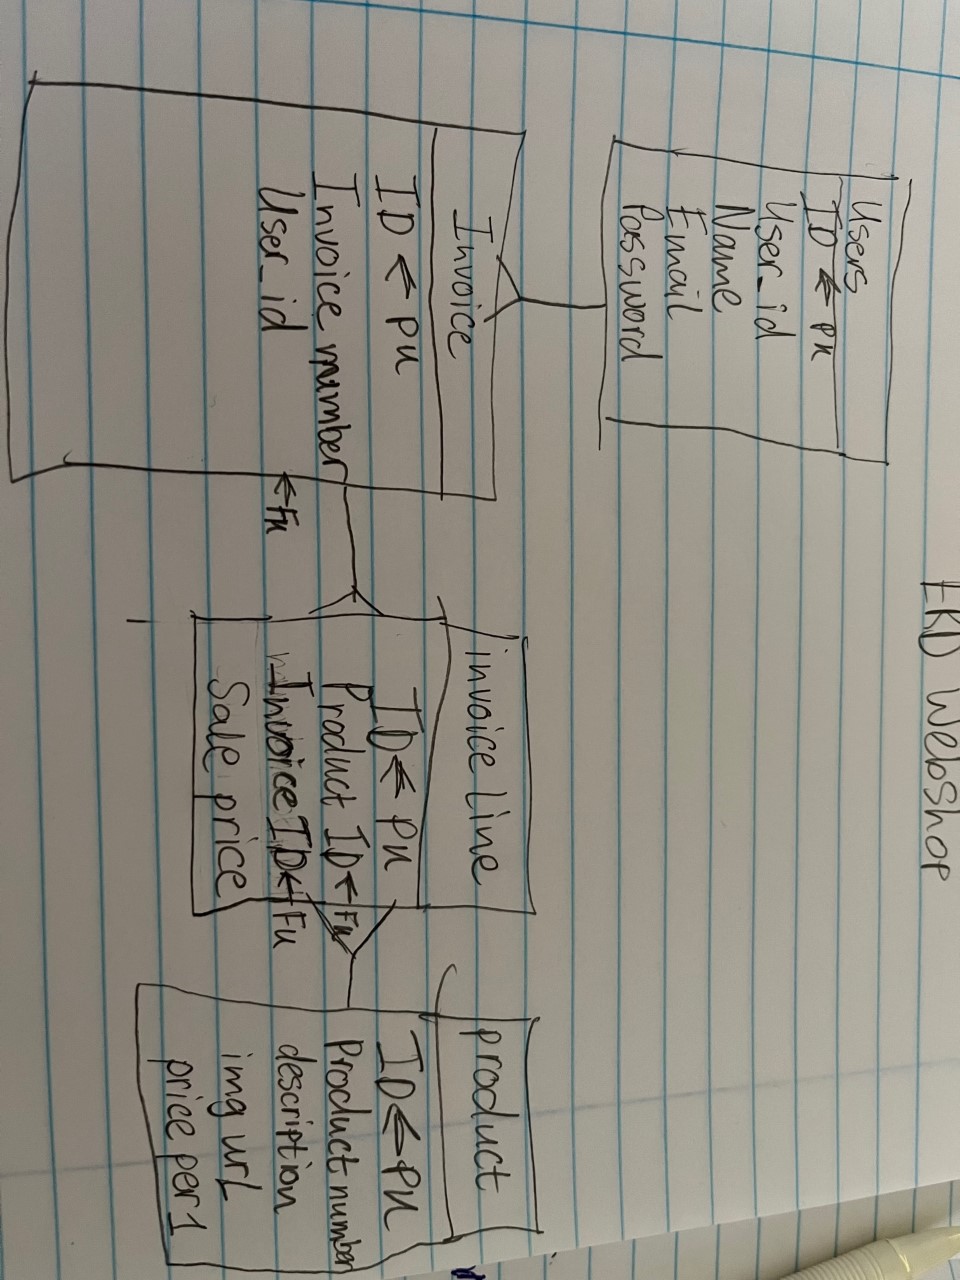 ERD Webshop
Users
ID ← PK
User_id
Name
Email
Password
Invoice
ID ← PK
Invoice number
User_id ← FK
invoice line
ID ← PK
Product ID ← FK
Invoice ID ← FK
Sale price
product
ID ← PK
Product number
description
img url
price per 1